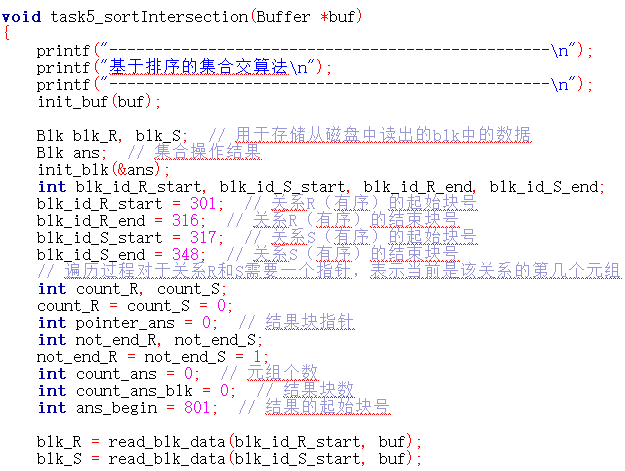 void task5_sortIntersection(Buffer *buf)
{
    printf("----------------------------------------------------\n");
    printf("基于排序的集合交算法\n");
    printf("----------------------------------------------------\n");
    init_buf(buf);

    Blk blk_R, blk_S;  // 用于存储从磁盘中读出的blk中的数据
    Blk ans;  // 集合操作结果
    init_blk(&ans);
    int blk_id_R_start, blk_id_S_start, blk_id_R_end, blk_id_S_end;
    blk_id_R_start = 301;  // 关系R（有序）的起始块号
    blk_id_R_end = 316;  // 关系R（有序）的结束块号
    blk_id_S_start = 317;  // 关系S（有序）的起始块号
    blk_id_S_end = 348;  // 关系S（有序）的结束块号
    // 遍历过程对于关系R和S需要一个指针，表示当前是该关系的第几个元组
    int count_R, count_S;
    count_R = count_S = 0;
    int pointer_ans = 0;  // 结果块指针
    int not_end_R, not_end_S;
    not_end_R = not_end_S = 1;
    int count_ans = 0;  // 元组个数
    int count_ans_blk = 0;  // 结果块数
    int ans_begin = 801;  // 结果的起始块号

    blk_R = read_blk_data(blk_id_R_start, buf);
    blk_S = read_blk_data(blk_id_S_start, buf);